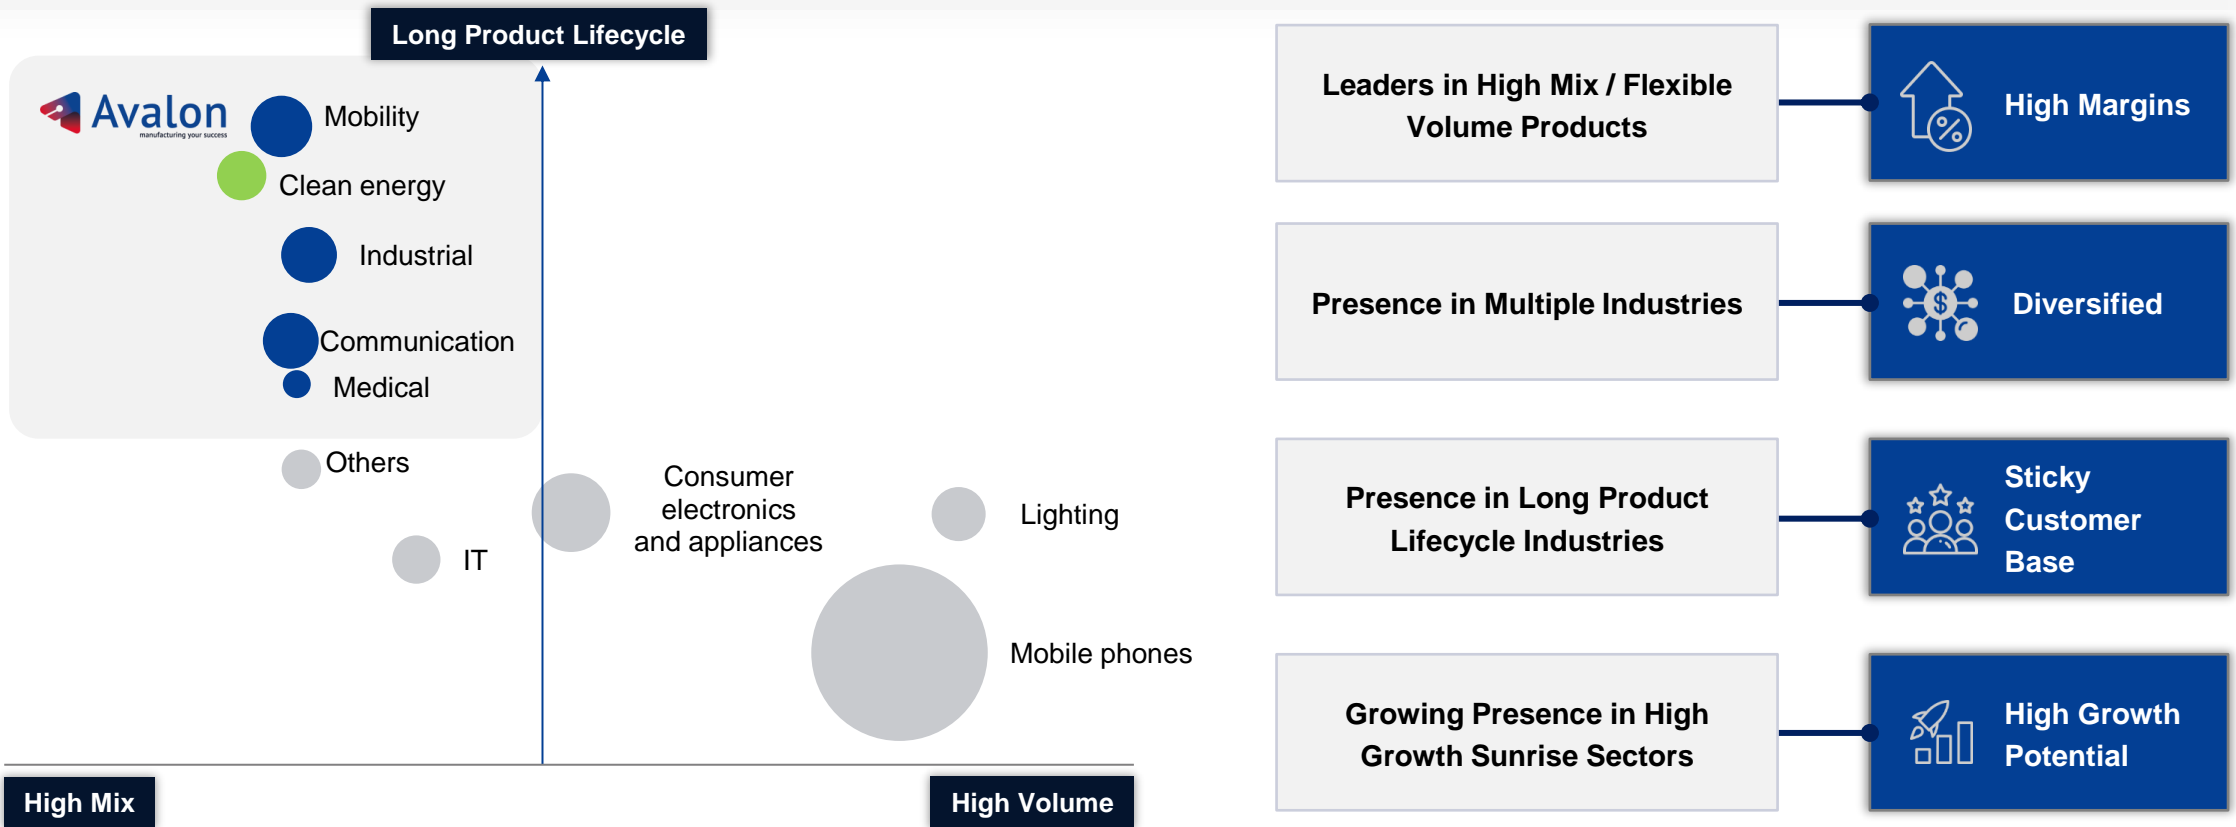 Long Product Lifecycle
Avalon
manufacturing your success
Mobility
Clean energy
Industrial
Communication
Medical
Others
Consumer
electronics
and appliances
Lighting
IT
Mobile phones
High Mix
High Volume
Leaders in High Mix / Flexible
Volume Products
%
High Margins
Presence in Multiple Industries
$
Diversified
Presence in Long Product
Lifecycle Industries
Sticky
Customer
Base
Growing Presence in High
Growth Sunrise Sectors
High Growth
Potential